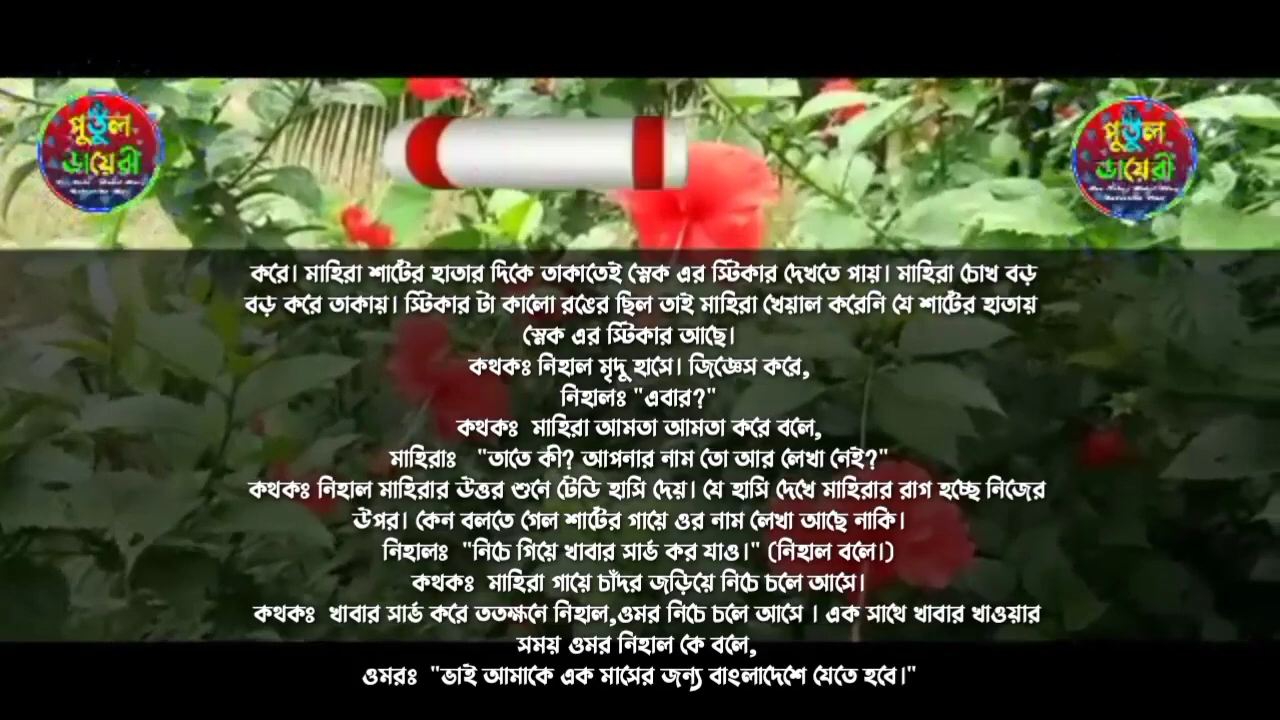 পুতুল
ডায়েরী
পুতুল
ডায়েরী
করে। মাহিরা শার্টের হাতার দিকে তাকাতেই স্নেক এর স্টিকার দেখতে পায়। মাহিরা চোখ বড়
বড় করে তাকায়। স্টিকার টা কালো রঙের ছিল তাই মাহিরা খেয়াল করেনি যে শার্টের হাতায়
স্নেক এর স্টিকার আছে।
কথকঃ নিহাল মৃদু হাসে। জিজ্ঞেস করে,
নিহালঃ "এবার?"
কথকঃ মাহিরা আমতা আমতা করে বলে,
মাহিরাঃ "তাতে কী? আপনার নাম তো আর লেখা নেই?"
কথকঃ নিহাল মাহিরার উত্তর শুনে টেডি হাসি দেয়। যে হাসি দেখে মাহিরার রাগ হচ্ছে নিজের
উপর। কেন বলতে গেল শার্টের গায়ে ওর নাম লেখা আছে নাকি।
নিহালঃ "নিচে গিয়ে খাবার সার্ভ কর যাও।" (নিহাল বলে।)
কথকঃ মাহিরা গায়ে চাঁদর জড়িয়ে নিচে চলে আসে।
কথকঃ খাবার সার্ভ করে ততক্ষনে নিহাল,ওমর নিচে চলে আসে । এক সাথে খাবার খাওয়ার
সময় ওমর নিহাল কে বলে,
ওমরঃ "ভাই আমাকে এক মাসের জন্য বাংলাদেশে যেতে হবে।"